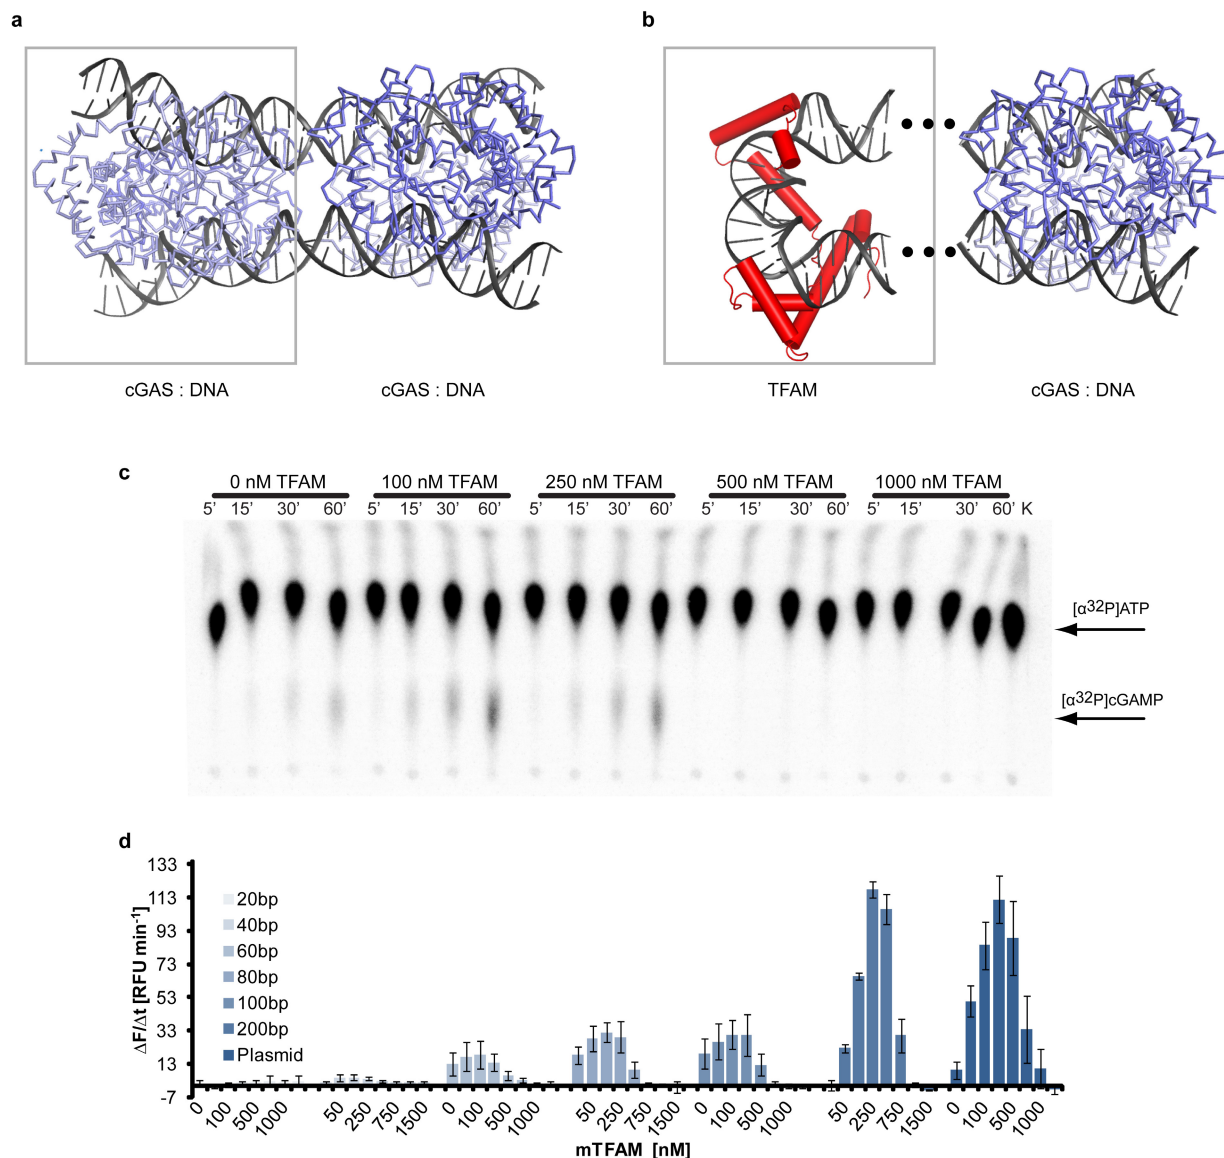 a
b
cGAS : DNA cGAS : DNA
TFAM cGAS : DNA
c
0 nM TFAM 100 nM TFAM 250 nM TFAM 500 nM TFAM 1000 nM TFAM
5' 15' 30' 60' 5' 15' 30' 60' 5' 15' 30' 60' 5' 15' 30' 60' 5' 15' 30' 60' K
[α32P]ATP
[α32P]cGAMP
d
ΔF/Δt [RFU min-1]
133
113
93
73
53
33
13
-7
20bp
40bp
60bp
80bp
100bp
200bp
Plasmid
0 100 500 1000 50 250 750 1500 0 100 500 1000 50 250 750 1500 0 100 500 1000 50 250 750 1500 0 100 500 1000
mTFAM [nM]